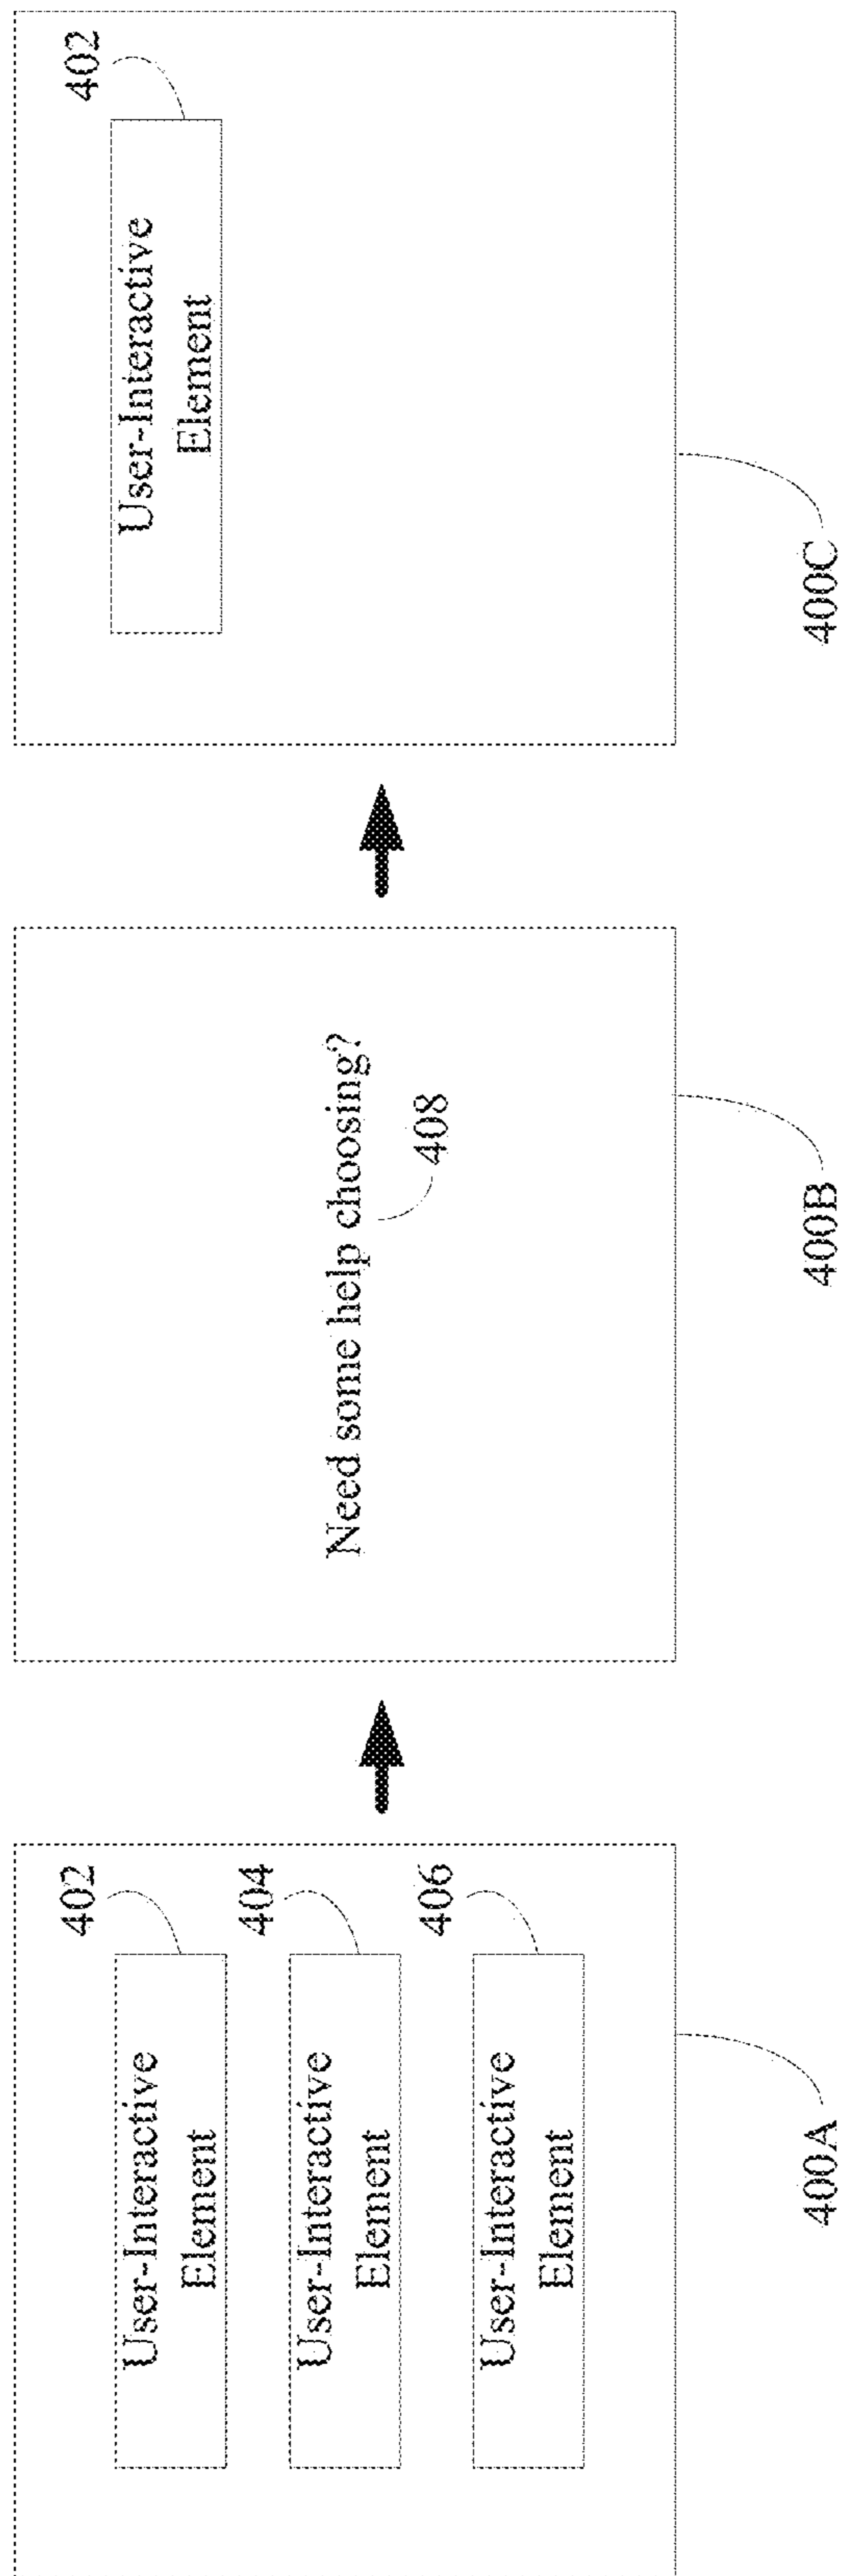 402
User-Interactive
Element
404
User-Interactive
Element
406
User-Interactive
Element
400A
Need some help choosing?
408
400B
402
User-Interactive
Element
400C